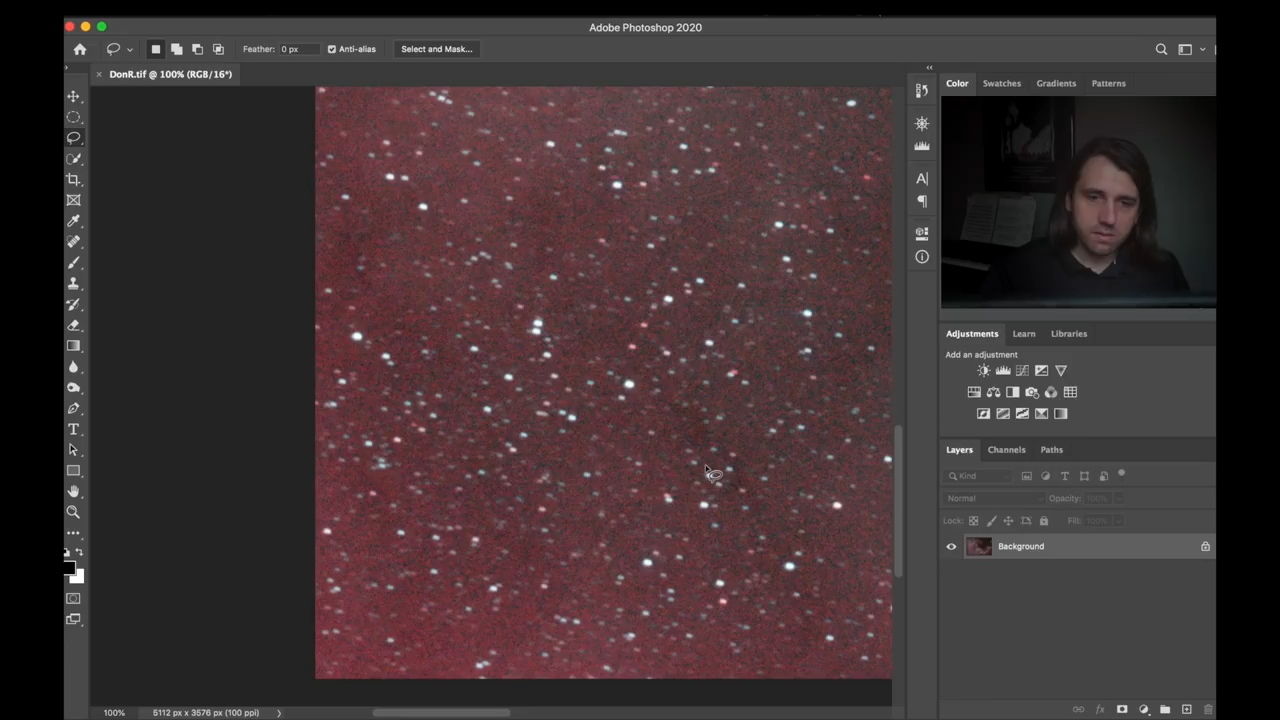 Adobe Photoshop 2020
Feather: 0 px Anti-alias Select and Mask...
× DonR.tif @ 100% (RGB/16*)
Color Swatches Gradients Patterns
Adjustments Learn Libraries
Add an adjustment
Layers Channels Paths
Kind
Normal Opacity: 100%
Lock: Fill: 100%
Background
100% 5112 px x 3576 px (100 ppi)